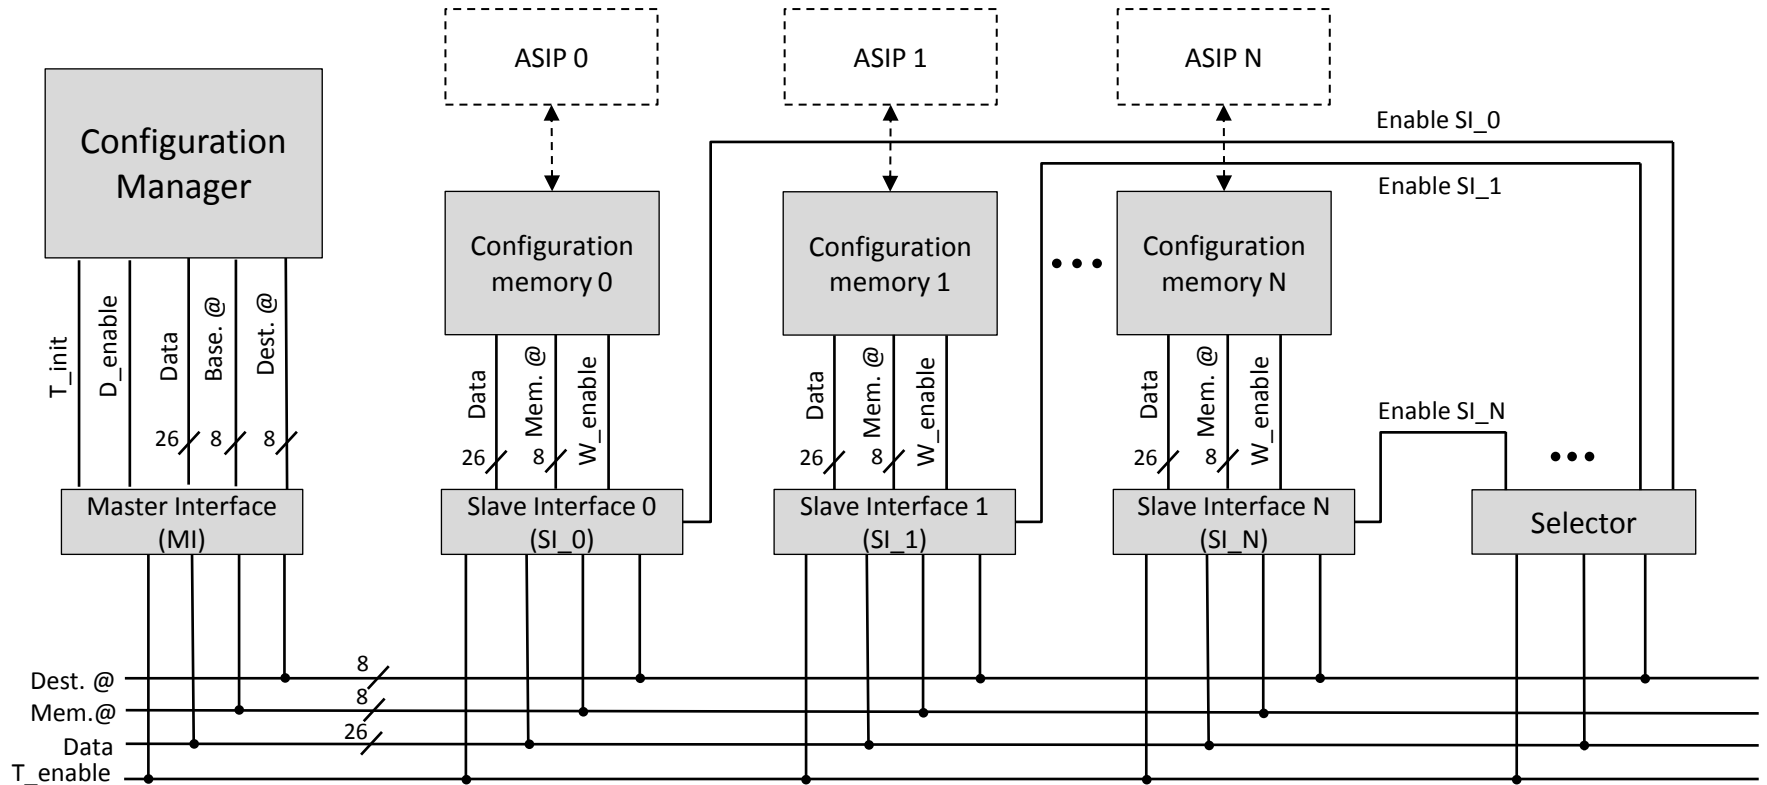 ASIP 0
ASIP 1
ASIP N
Configuration
Manager
Enable SI_0
Enable SI_1
Configuration
memory 0
Configuration
memory 1
Configuration
memory N
T_init
D_enable
Data
Base. @
Dest. @
26
8
8
Data
Mem. @
W_enable
26
8
Data
Mem. @
W_enable
26
8
Data
Mem. @
W_enable
26
8
Enable SI_N
Master Interface
(MI)
Slave Interface 0
(SI_0)
Slave Interface 1
(SI_1)
Slave Interface N
(SI_N)
Selector
Dest. @
8
Mem.@
8
Data
26
T_enable